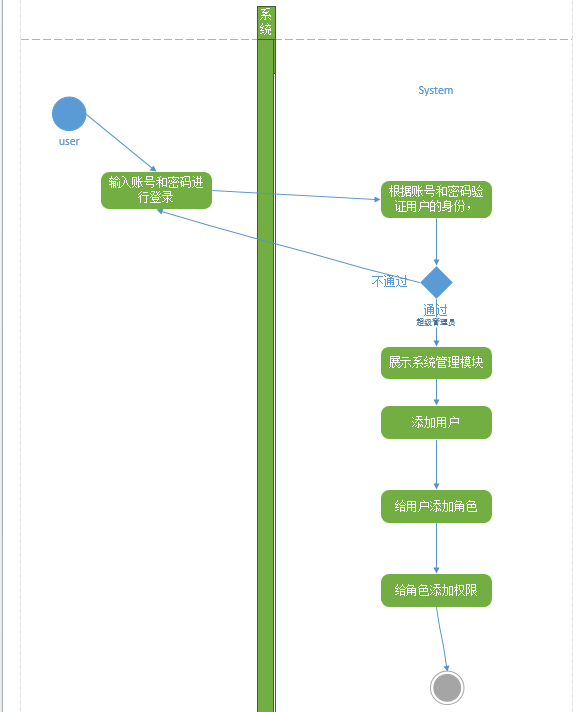 系
统
System
user
输入账号和密码进
行登录
根据账号和密码验
证用户的身份，
不通过
通过
超级管理员
展示系统管理模块
添加用户
给用户添加角色
给角色添加权限